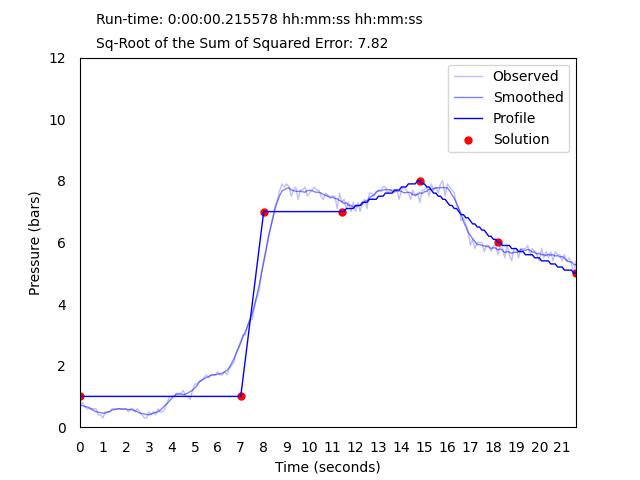 Run-time: 0:00:00.215578 hh:mm:ss hh:mm:ss
Sq-Root of the Sum of Squared Error: 7.82
12
10
8
6
4
2
0
Pressure (bars)
Observed
Smoothed
Profile
Solution
0 1 2 3 4 5 6 7 8 9 10 11 12 13 14 15 16 17 18 19 20 21
Time (seconds)